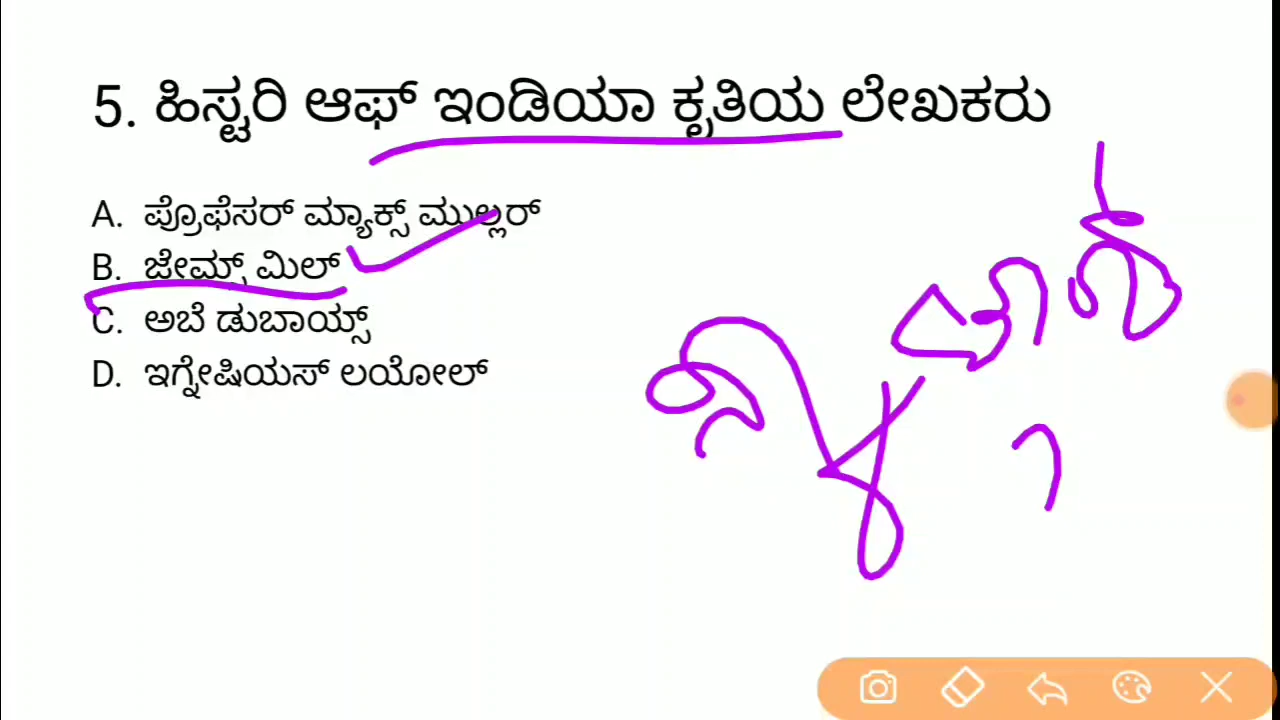 5. ಹಿಸ್ಟರಿ ಆಫ್ ಇಂಡಿಯಾ ಕೃತಿಯ ಲೇಖಕರು
A. ಪ್ರೊಫೆಸರ್ ಮ್ಯಾಕ್ಸ್ ಮುಲ್ಲರ್
B. ಜೇಮ್ಸ್ ಮಿಲ್
C. ಅಬೆ ಡುಬಾಯ್ಸ್
D. ಇಗ್ನೇಷಿಯಸ್ ಲಯೋಲ್